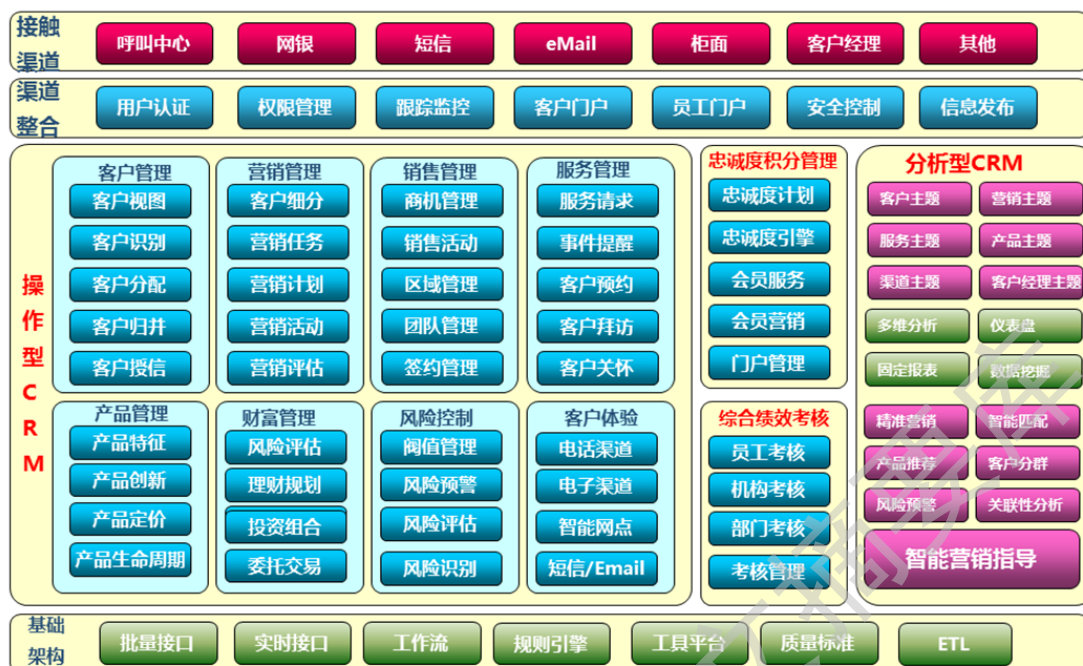 接触
渠道
呼叫中心 网银 短信 eMail 柜面 客户经理 其他
渠道
整合
用户认证 权限管理 跟踪监控 客户门户 员工门户 安全控制 信息发布
操作型CRM
客户管理
客户视图
客户识别
客户分配
客户归并
客户授信
营销管理
客户细分
营销任务
营销计划
营销活动
营销评估
销售管理
商机管理
销售活动
区域管理
团队管理
签约管理
服务管理
服务请求
事件提醒
客户预约
客户拜访
客户关怀
产品管理
产品特征
产品创新
产品定价
产品生命周期
财富管理
风险评估
理财规划
投资组合
委托交易
风险控制
阀值管理
风险预警
风险评估
风险识别
客户体验
电话渠道
电子渠道
智能网点
短信/Email
忠诚度积分管理
忠诚度计划
忠诚度引擎
会员服务
会员营销
门户管理
综合绩效考核
员工考核
机构考核
部门考核
考核管理
分析型CRM
客户主题 营销主题
服务主题 产品主题
渠道主题 客户经理主题
多维分析 仪表盘
固定报表 数据挖掘
精准营销 智能匹配
产品推荐 客户分群
风险预警 关联性分析
智能营销指导
基础
架构
批量接口 实时接口 工作流 规则引擎 工具平台 质量标准 ETL